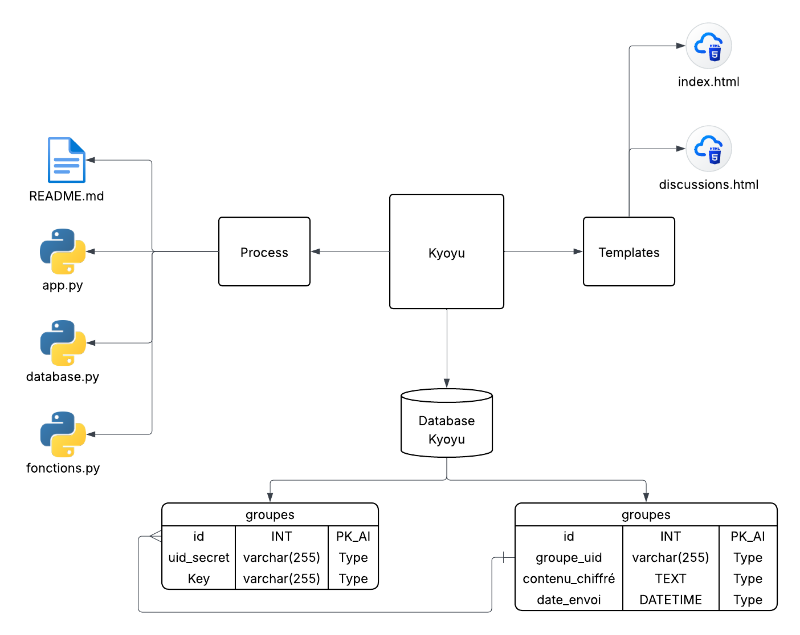 index.html
discussions.html
README.md
app.py
database.py
fonctions.py
Process
Kyoyu
Templates
Database
Kyoyu
groupes
id INT PK_AI
uid_secret varchar(255) Type
Key varchar(255) Type
groupes
id INT PK_AI
groupe_uid varchar(255) Type
contenu_chiffré TEXT Type
date_envoi DATETIME Type